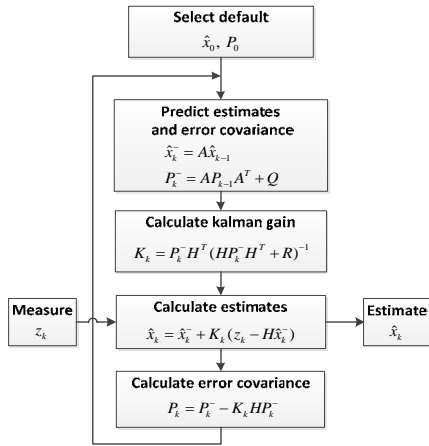 Select default
x̂₀, P₀
Predict estimates
and error covariance
x̂ₖ⁻ = Ax̂ₖ₋₁
Pₖ⁻ = APₖ₋₁Aᵀ + Q
Calculate kalman gain
Kₖ = Pₖ⁻Hᵀ(HPₖ⁻Hᵀ + R)⁻¹
Measure
zₖ
Calculate estimates
x̂ₖ = x̂ₖ⁻ + Kₖ(zₖ − Hx̂ₖ⁻)
Estimate
x̂ₖ
Calculate error covariance
Pₖ = Pₖ⁻ − KₖHPₖ⁻